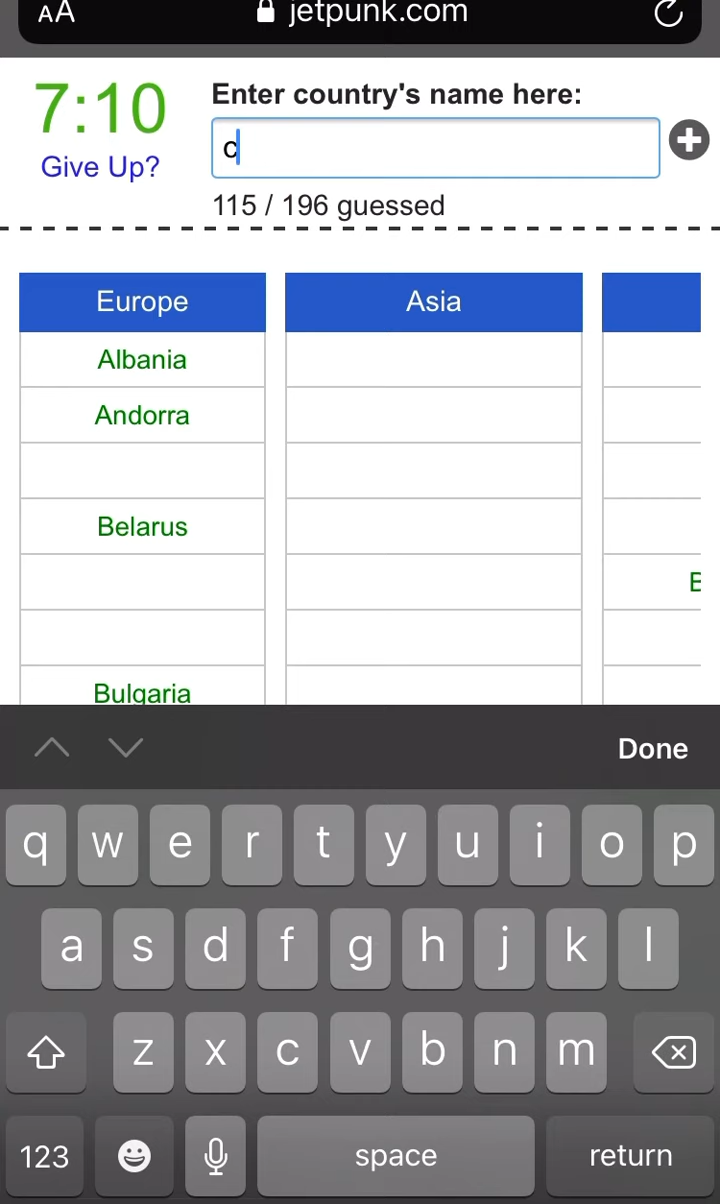 AA jetpunk.com
7:10
Give Up?
Enter country's name here:
c
115 / 196 guessed
Europe Asia
Albania
Andorra
Belarus
Bulgaria
Done
q w e r t y u i o p
a s d f g h j k l
z x c v b n m
123 space return